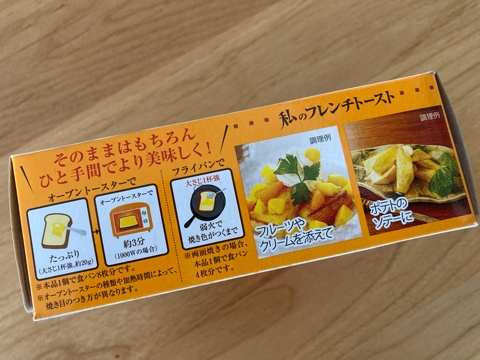 そのままはもちろん
ひと手間でより美味しく!
オーブントースターで
たっぷり
(大さじ1杯・強、約20g)
オーブントースターで
約3分
(1000Wの場合)
※本品1個で食パン8枚分です。
※オーブントースターの種類や加熱時間によって、
焼き目のつき方が異なります。
フライパンで
大さじ1杯・強
弱火で
焼き色がつくまで
※両面焼きの場合、
本品1個で食パン
4枚分です。
私のフレンチトースト
調理例
フルーツや
クリームを添えて
調理例
ポテトの
ソテーに